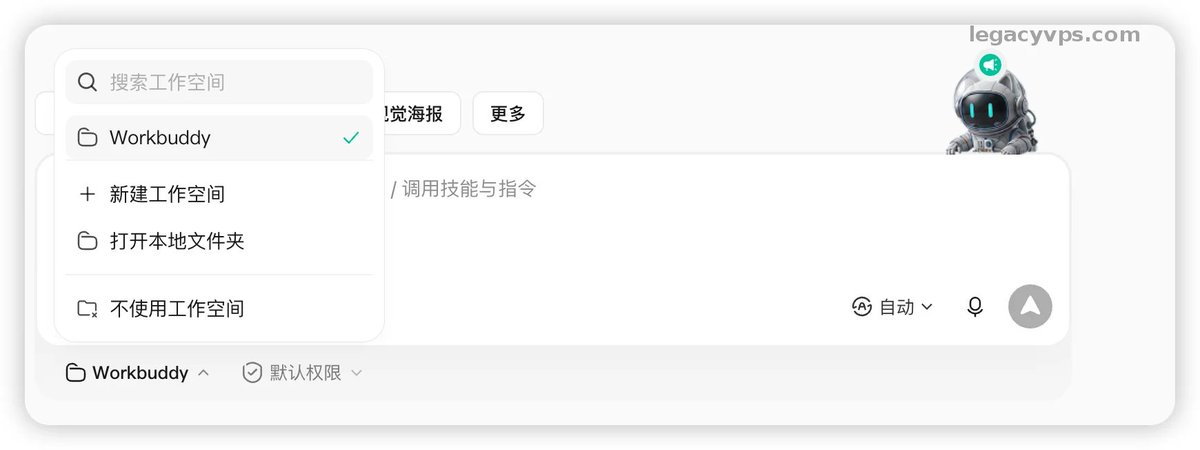 legacyvps.com
搜索工作空间
觉海报
更多
Workbuddy
/ 调用技能与指令
新建工作空间
打开本地文件夹
不使用工作空间
自动
Workbuddy
默认权限